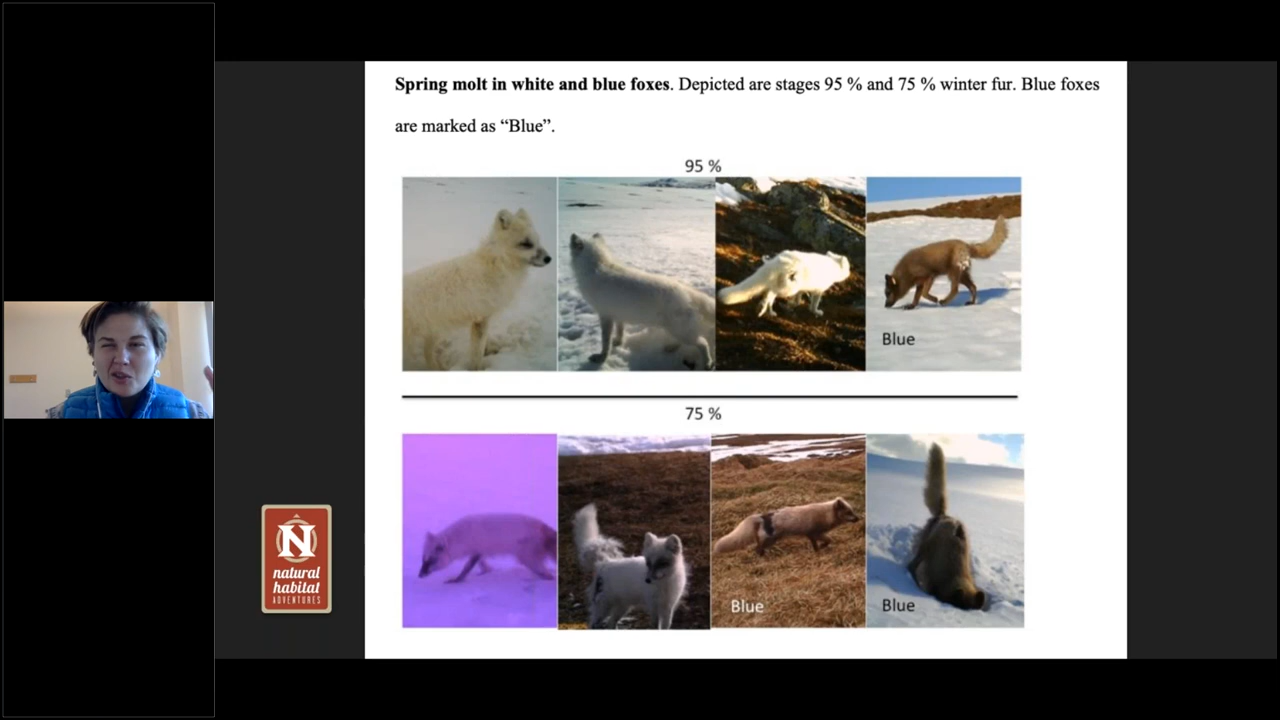 Spring molt in white and blue foxes. Depicted are stages 95 % and 75 % winter fur. Blue foxes
are marked as “Blue”.
95 %
Blue
75 %
Blue
Blue
N
natural
habitat
ADVENTURES